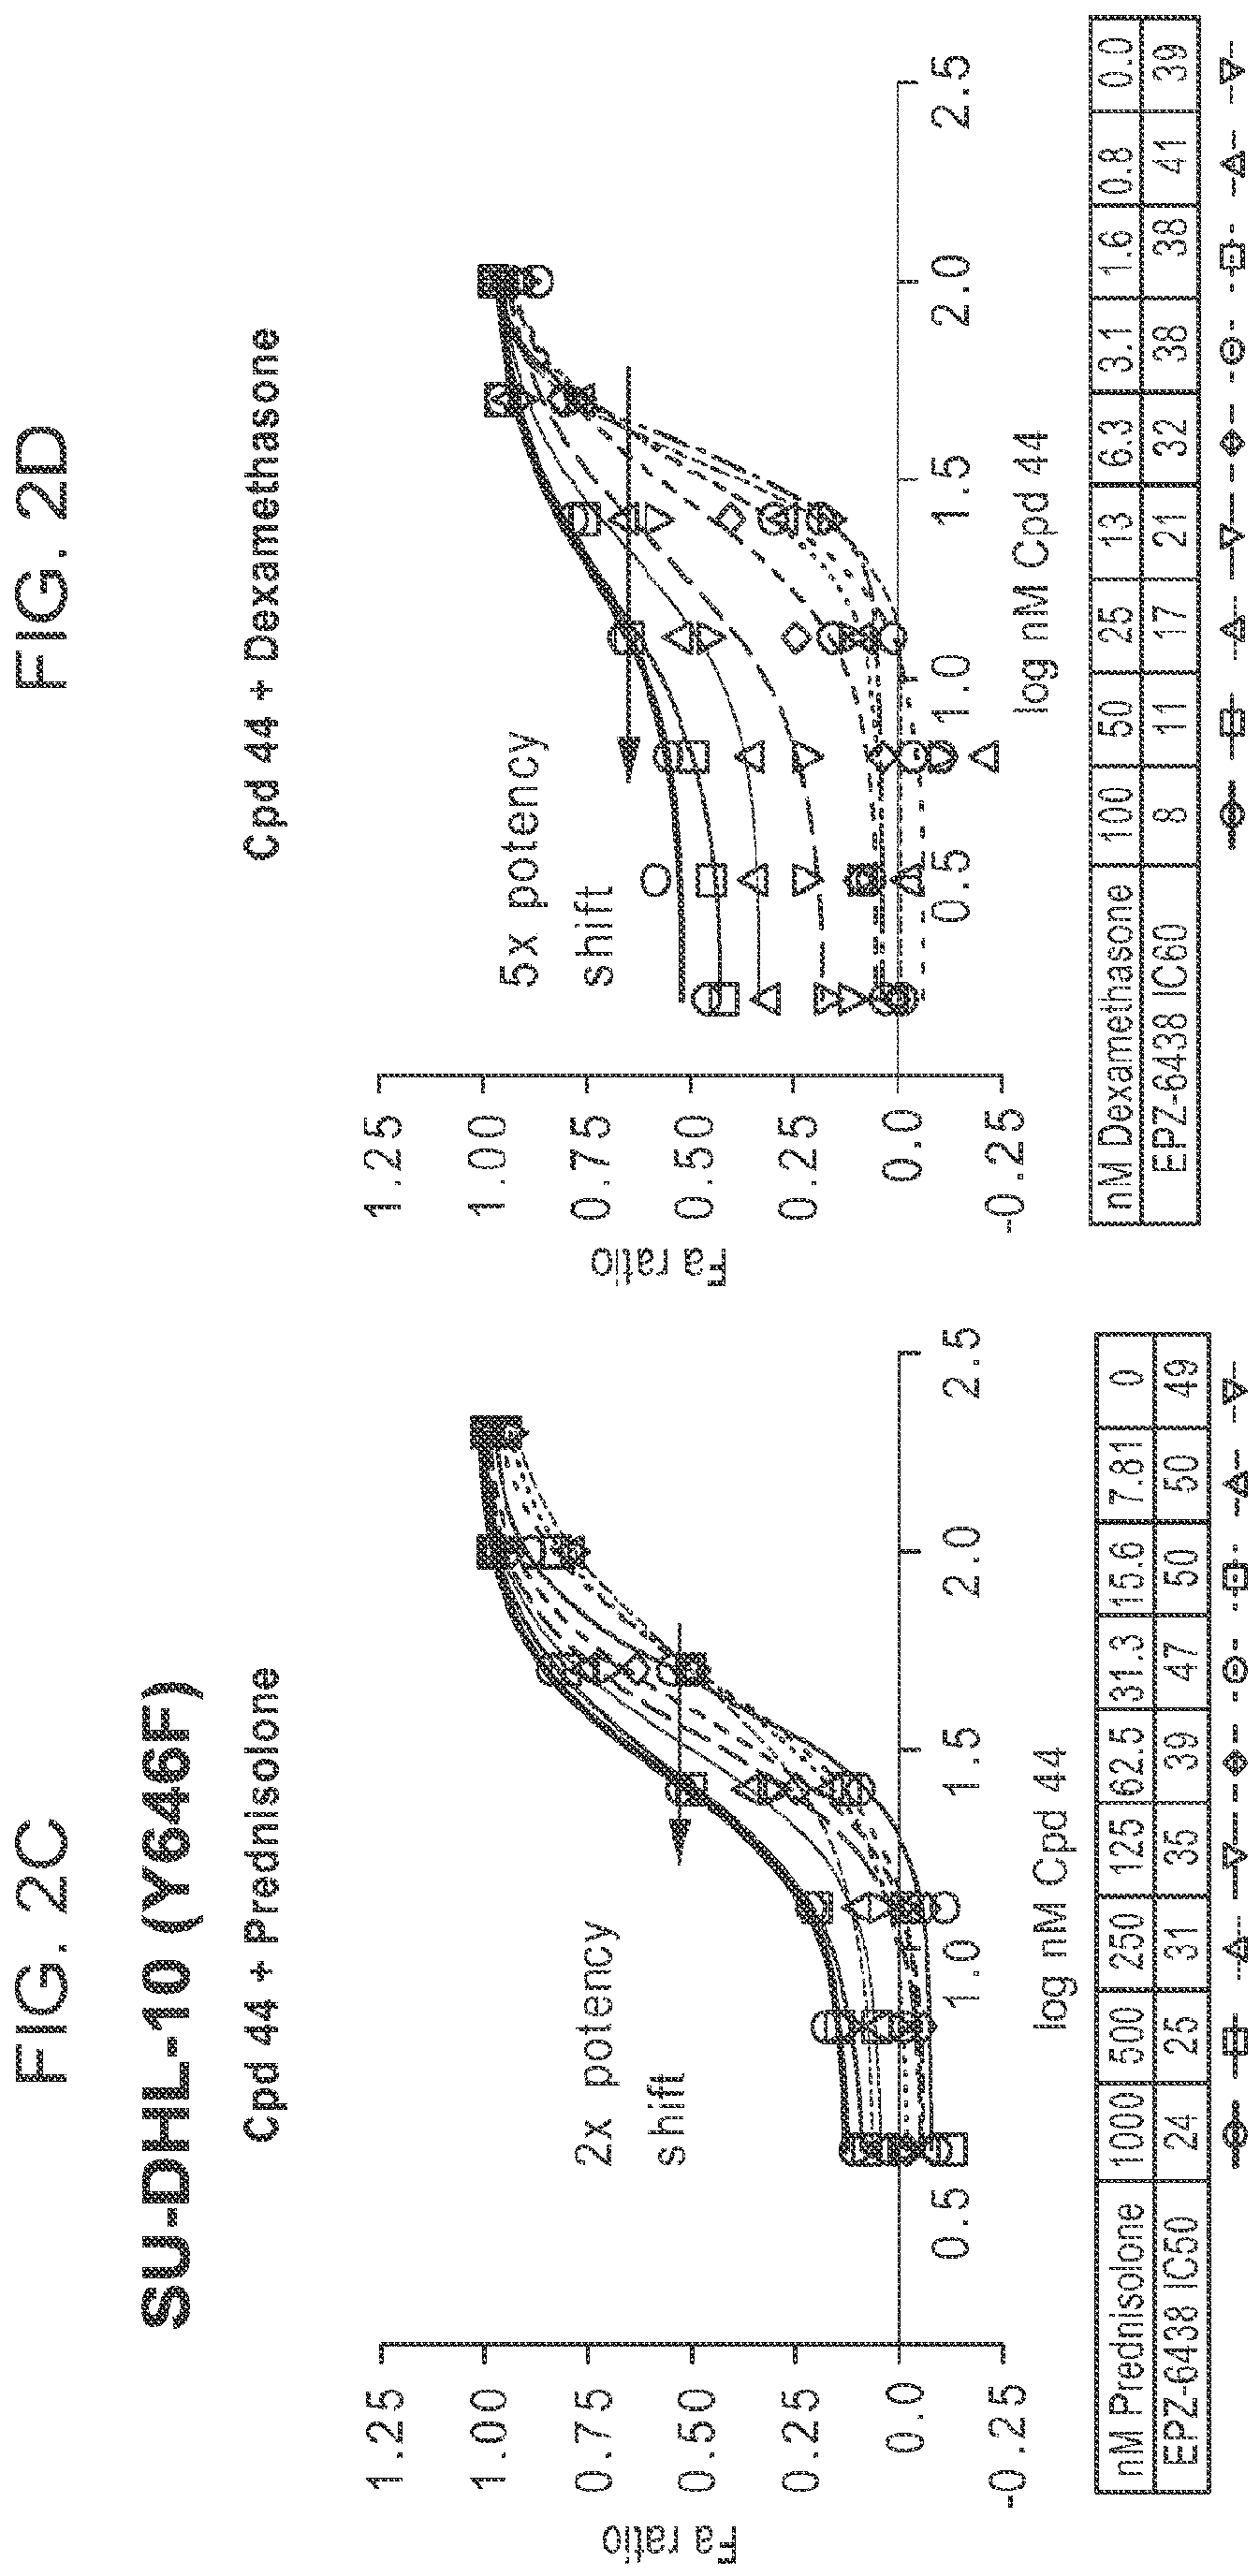 FIG. 2C
SU-DHL-10 (Y646F)
Cpd 44 + Prednisolone
2x potency
shift
Fa ratio
1.25
1.00
0.75
0.50
0.25
0.0
-0.25
0.5
1.0
1.5
2.0
2.5
log nM Cpd 44
nM Prednisolone 1000 500 250 125 62.5 31.3 15.6 7.81 0
EPZ-6438 IC50 24 25 31 35 39 47 50 50 49
FIG. 2D
Cpd 44 + Dexamethasone
5x potency
shift
Fa ratio
1.25
1.00
0.75
0.50
0.25
0.0
-0.25
0.5
1.0
1.5
2.0
2.5
log nM Cpd 44
nM Dexamethasone 100 50 25 13 6.3 3.1 1.6 0.8 0.0
EPZ-6438 IC60 8 11 17 21 32 38 38 41 39